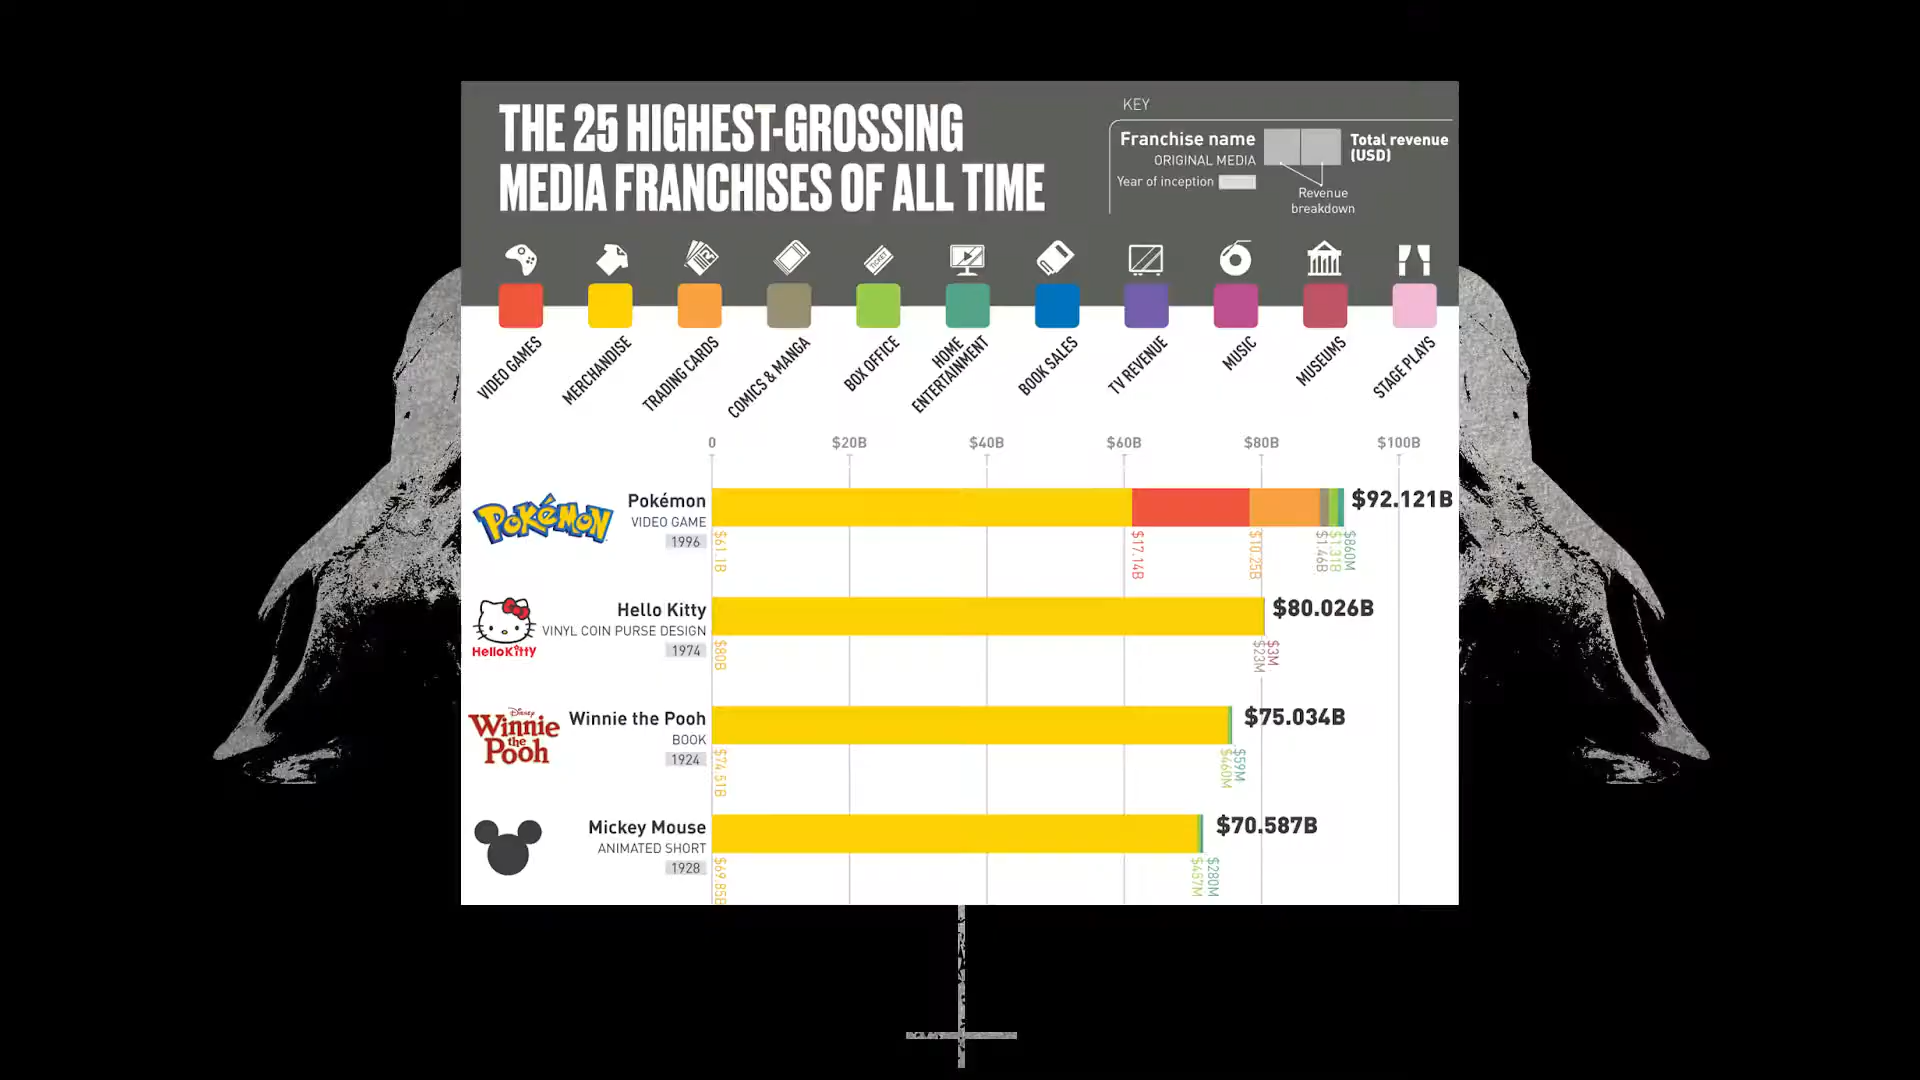 THE 25 HIGHEST-GROSSING
MEDIA FRANCHISES OF ALL TIME
KEY
Franchise name
ORIGINAL MEDIA
Year of inception
Total revenue
(USD)
Revenue
breakdown
TICKET
VIDEO GAMES
MERCHANDISE
TRADING CARDS
COMICS & MANGA
BOX OFFICE
HOME
ENTERTAINMENT
BOOK SALES
TV REVENUE
MUSIC
MUSEUMS
STAGE PLAYS
0
$20B
$40B
$60B
$80B
$100B
POKéMON
Pokémon
VIDEO GAME
1996
$92.121B
$61.1B
$17.14B
$10.25B
$1.46B
$1.31B
$860M
HelloKitty
Hello Kitty
VINYL COIN PURSE DESIGN
1974
$80.026B
$80B
$23M
$3M
Disney
Winnie
the
Pooh
Winnie the Pooh
BOOK
1924
$75.034B
$74.51B
$460M
$59M
Mickey Mouse
ANIMATED SHORT
1928
$70.587B
$69.85B
$457M
$280M